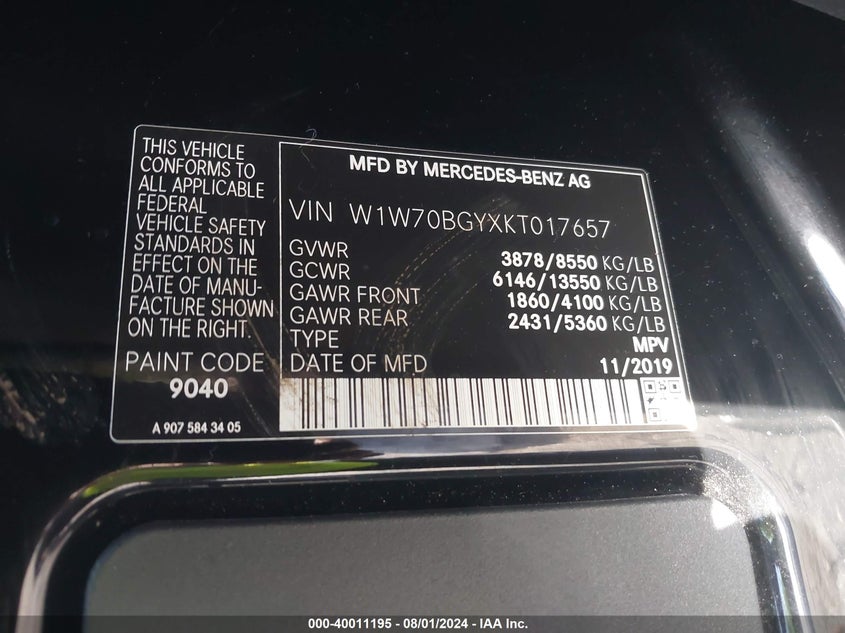 THIS VEHICLE
CONFORMS TO
ALL APPLICABLE
FEDERAL
VEHICLE SAFETY
STANDARDS IN
EFFECT ON THE
DATE OF MANU-
FACTURE SHOWN
ON THE RIGHT.
PAINT CODE
9040
A 907 584 34 05
MFD BY MERCEDES-BENZ AG
VIN W1W70BGYXKT017657
GVWR 3878/8550 KG/LB
GCWR 6146/13550 KG/LB
GAWR FRONT 1860/4100 KG/LB
GAWR REAR 2431/5360 KG/LB
TYPE MPV
DATE OF MFD 11/2019
000-40011195 - 08/01/2024 - IAA Inc.